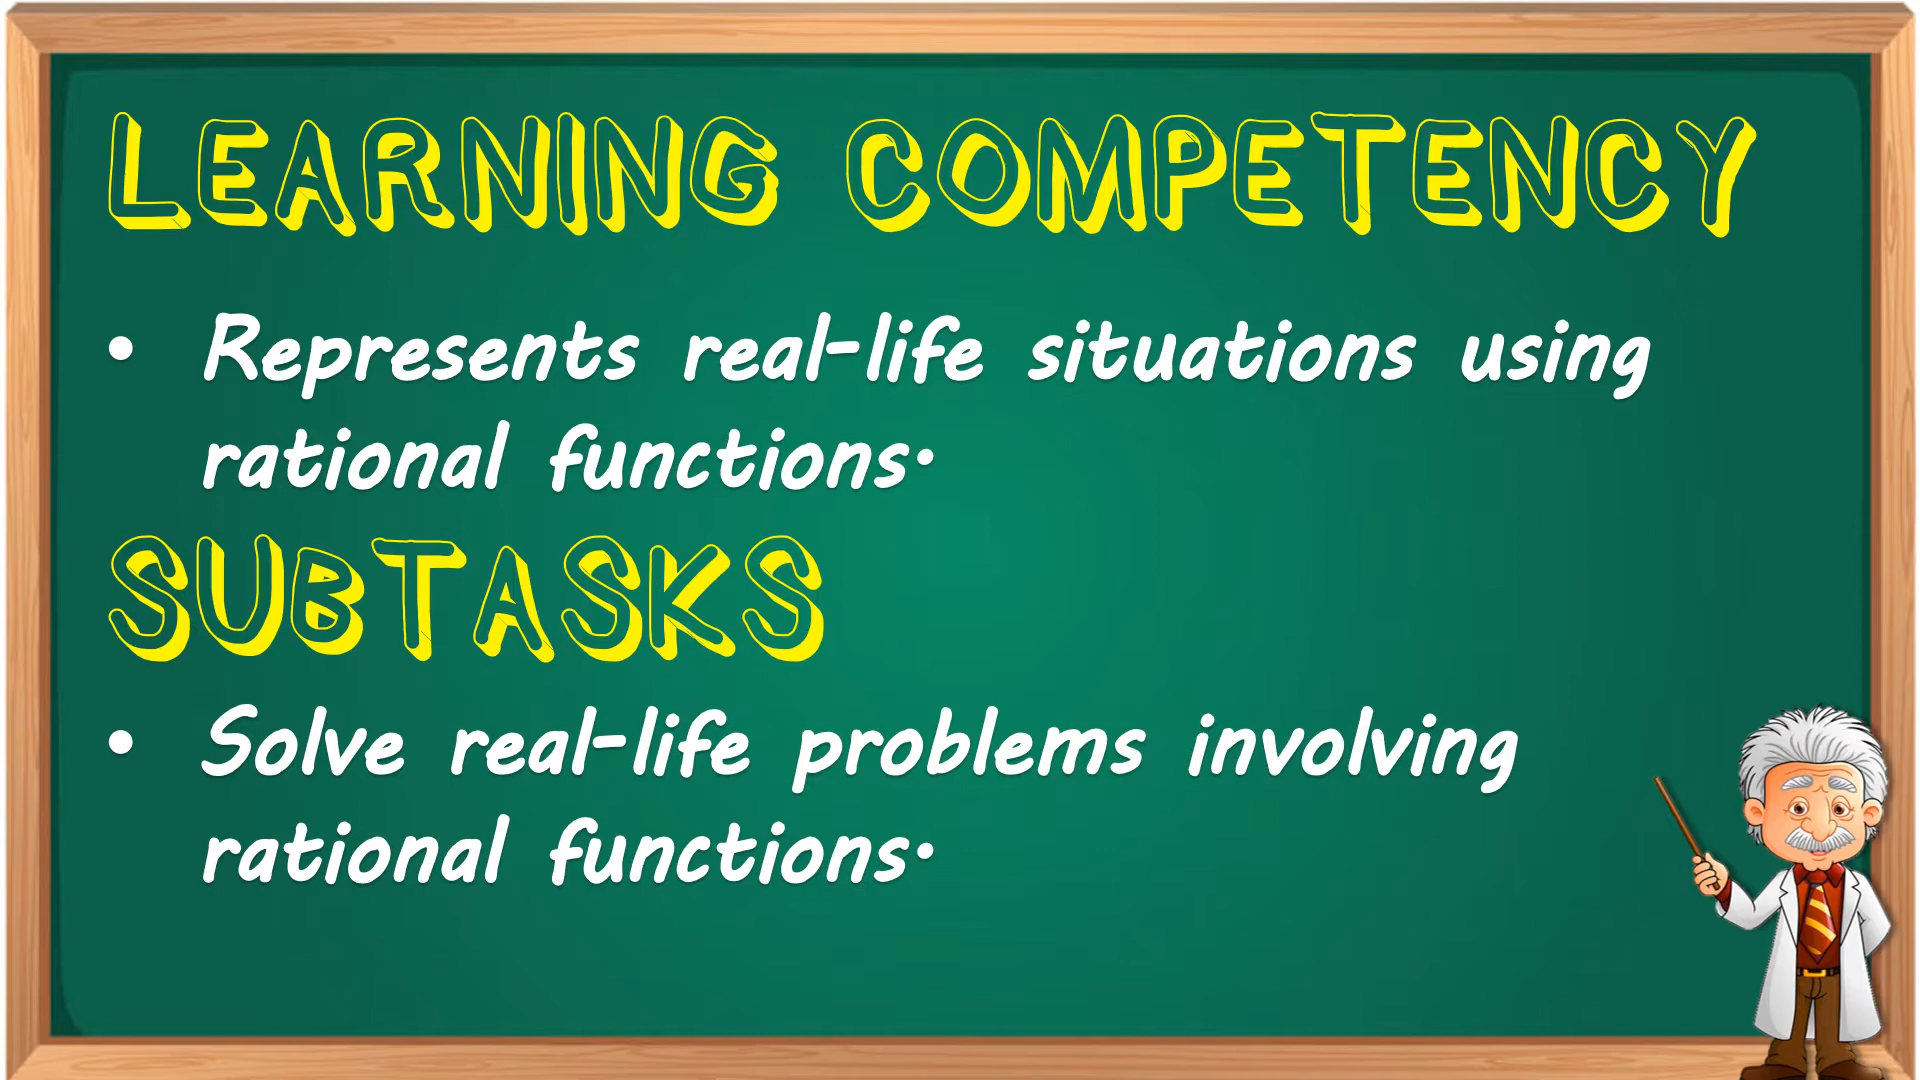 LEARNING COMPETENCY
• Represents real-life situations using
rational functions.
SUBTASKS
• Solve real-life problems involving
rational functions.